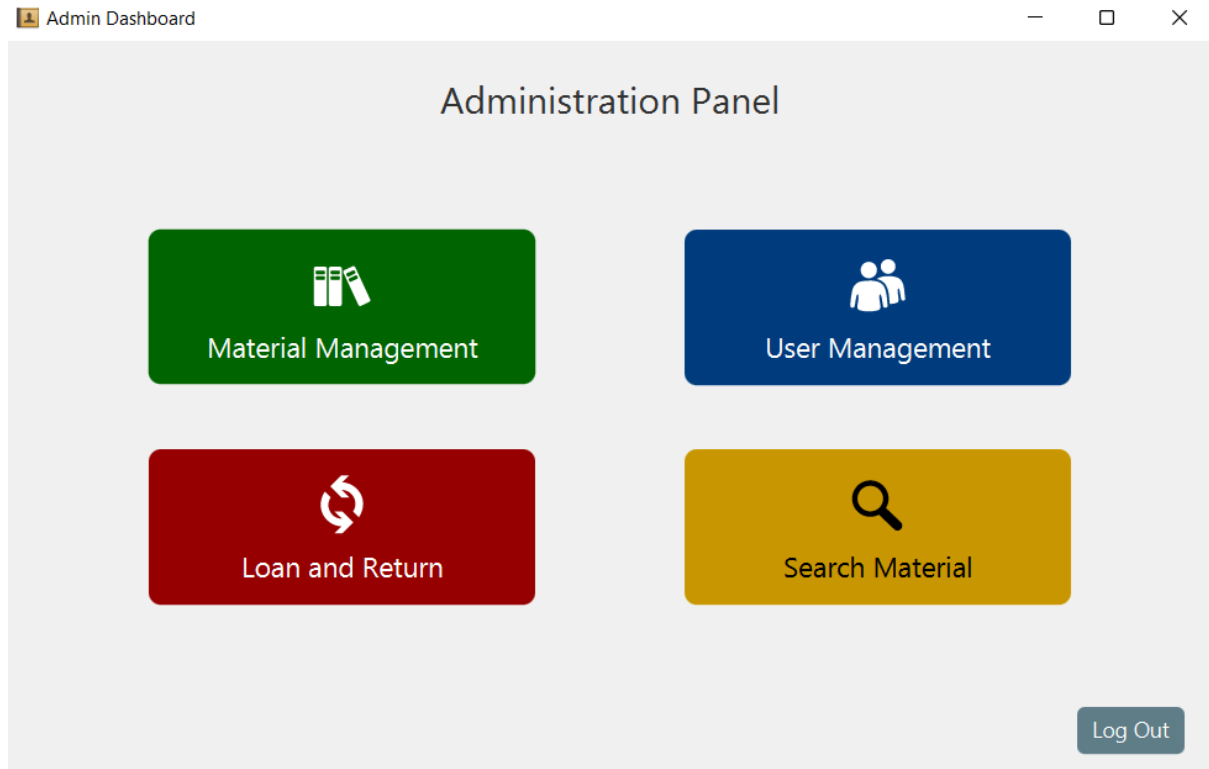 Admin Dashboard
Administration Panel
Material Management
User Management
Loan and Return
Search Material
Log Out